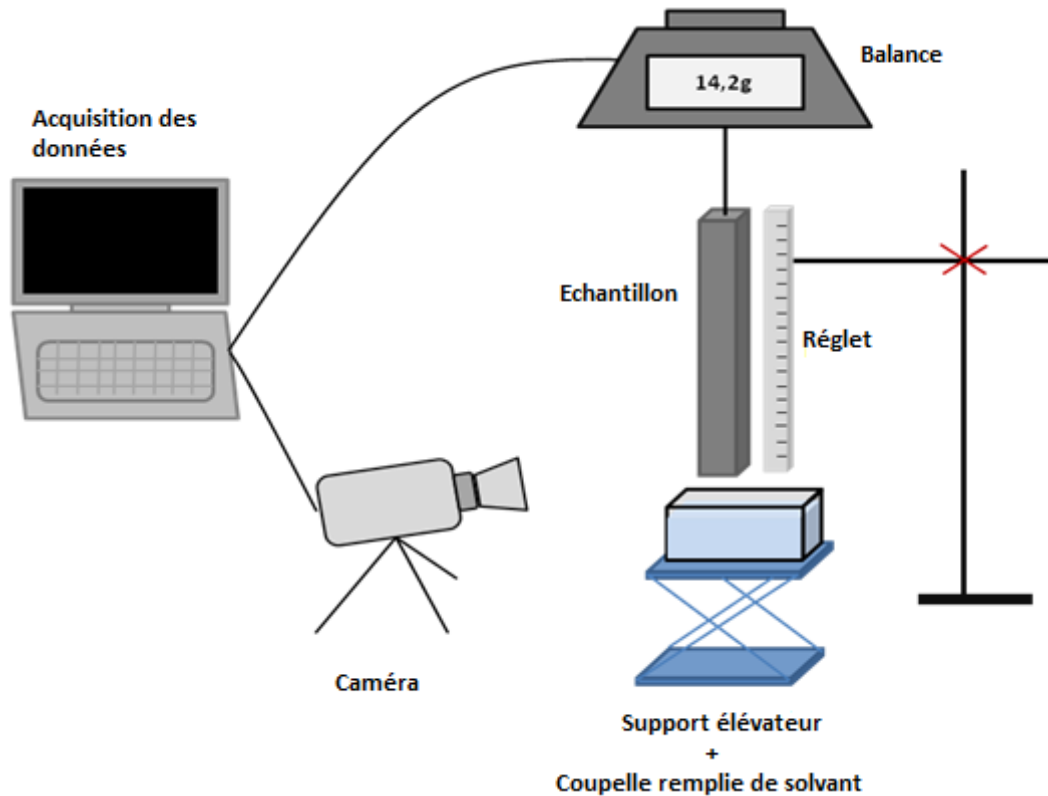 Balance
14,2g
Acquisition des
données
Echantillon
Réglet
Caméra
Support élévateur
+
Coupelle remplie de solvant